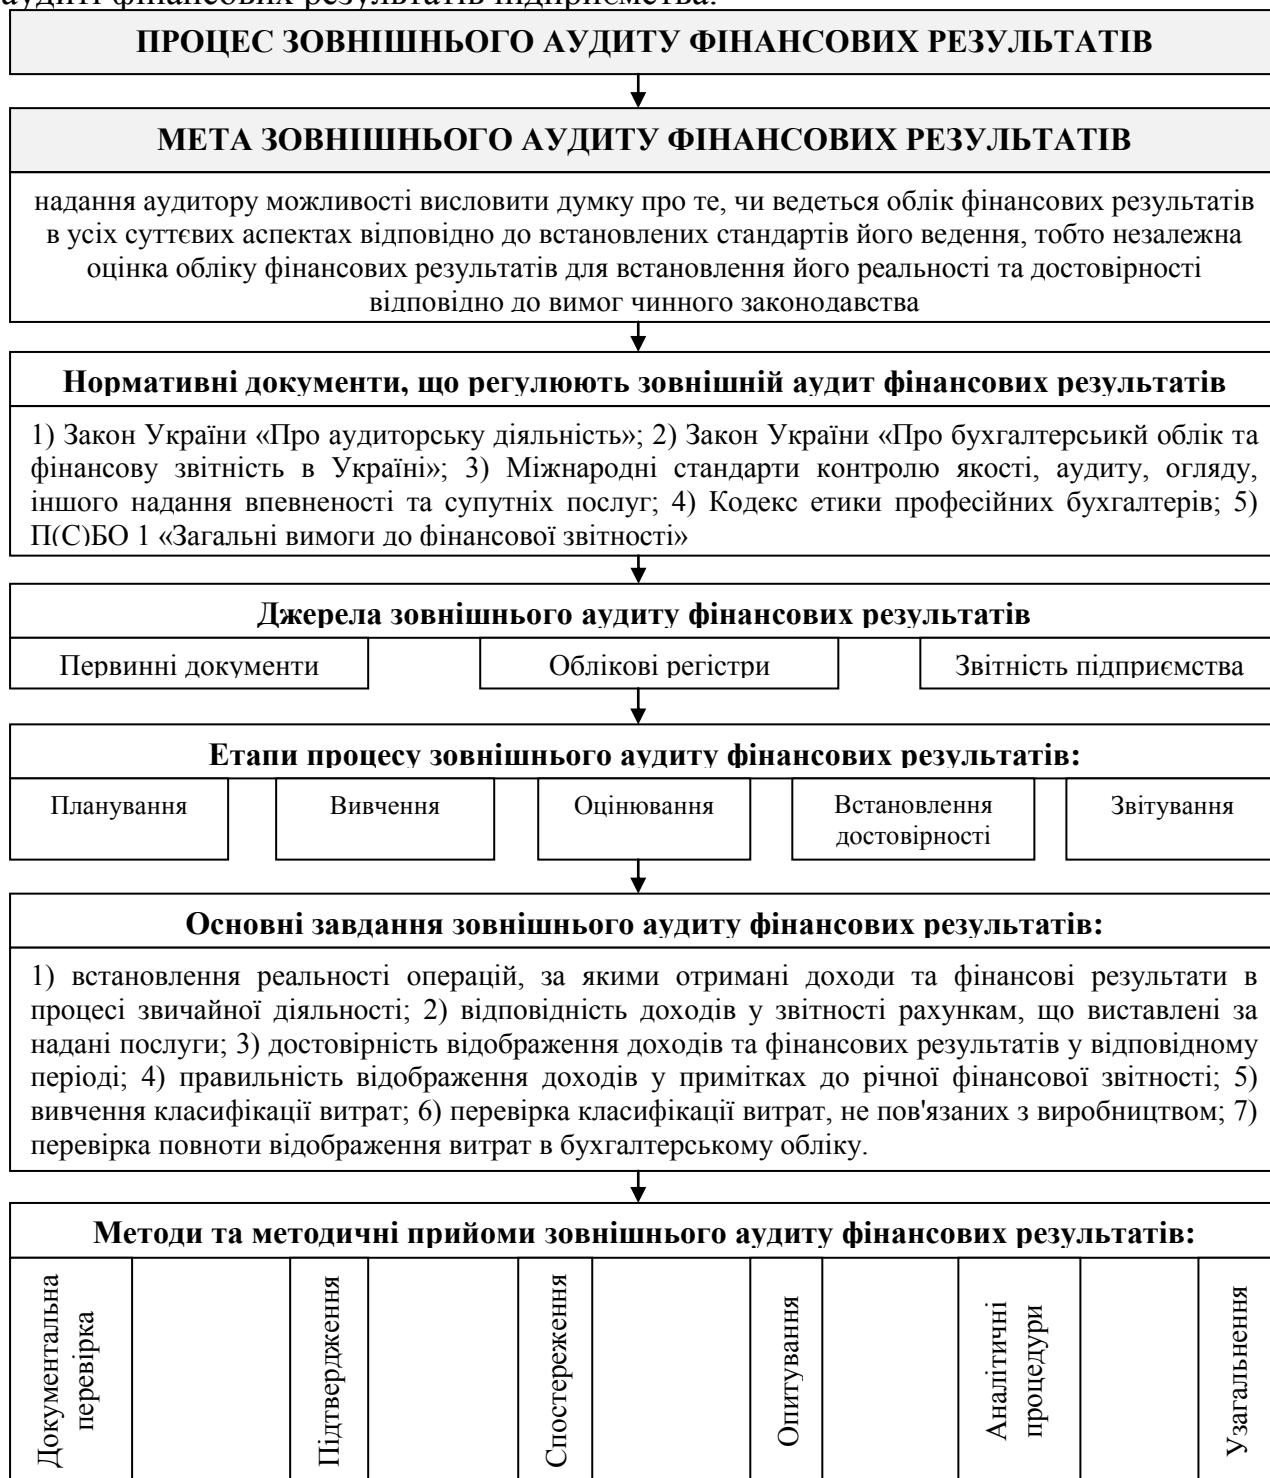 аудиті фінансових результатів підприємства.
ПРОЦЕС ЗОВНІШНЬОГО АУДИТУ ФІНАНСОВИХ РЕЗУЛЬТАТІВ
МЕТА ЗОВНІШНЬОГО АУДИТУ ФІНАНСОВИХ РЕЗУЛЬТАТІВ
надання аудитору можливості висловити думку про те, чи ведеться облік фінансових результатів
в усіх суттєвих аспектах відповідно до встановлених стандартів його ведення, тобто незалежна
оцінка обліку фінансових результатів для встановлення його реальності та достовірності
відповідно до вимог чинного законодавства
Нормативні документи, що регулюють зовнішній аудит фінансових результатів
1) Закон України «Про аудиторську діяльність»; 2) Закон України «Про бухгалтерсьикй облік та
фінансову звітність в Україні»; 3) Міжнародні стандарти контролю якості, аудиту, огляду,
іншого надання впевненості та супутніх послуг; 4) Кодекс етики професійних бухгалтерів; 5)
П(С)БО 1 «Загальні вимоги до фінансової звітності»
Джерела зовнішнього аудиту фінансових результатів
Первинні документи
Облікові регістри
Звітність підприємства
Етапи процесу зовнішнього аудиту фінансових результатів:
Планування
Вивчення
Оцінювання
Встановлення
достовірності
Звітування
Основні завдання зовнішнього аудиту фінансових результатів:
1) встановлення реальності операцій, за якими отримані доходи та фінансові результати в
процесі звичайної діяльності; 2) відповідність доходів у звітності рахункам, що виставлені за
надані послуги; 3) достовірність відображення доходів та фінансових результатів у відповідному
періоді; 4) правильність відображення доходів у примітках до річної фінансової звітності; 5)
вивчення класифікації витрат; 6) перевірка класифікації витрат, не пов'язаних з виробництвом; 7)
перевірка повноти відображення витрат в бухгалтерському обліку.
Методи та методичні прийоми зовнішнього аудиту фінансових результатів:
Документальна
перевірка
Підтвердження
Спостереження
Опитування
Аналітичні
процедури
Узагальнення